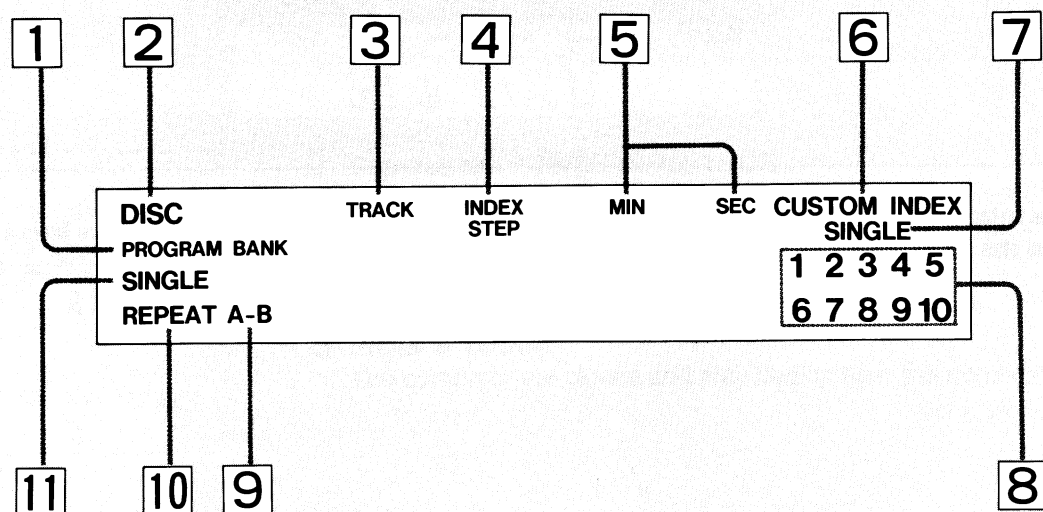 1 2 3 4 5 6 7
DISC TRACK INDEX MIN SEC CUSTOM INDEX
STEP SINGLE
PROGRAM BANK
SINGLE 1 2 3 4 5
REPEAT A-B 6 7 8 9 10
11 10 9 8